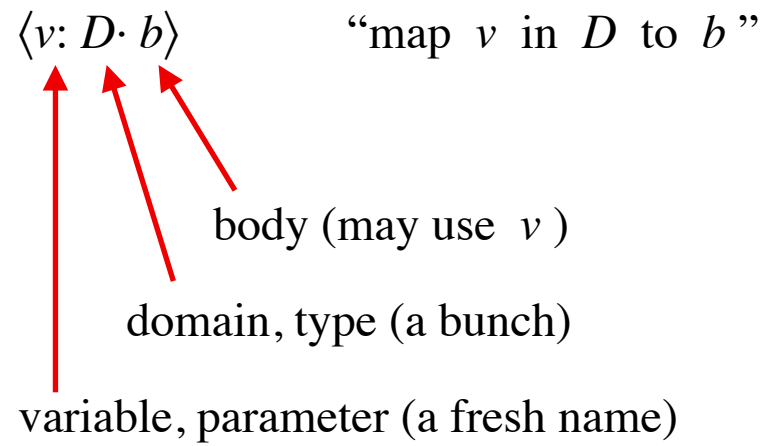 ⟨v: D· b⟩ “map v in D to b ”
body (may use v )
domain, type (a bunch)
variable, parameter (a fresh name)